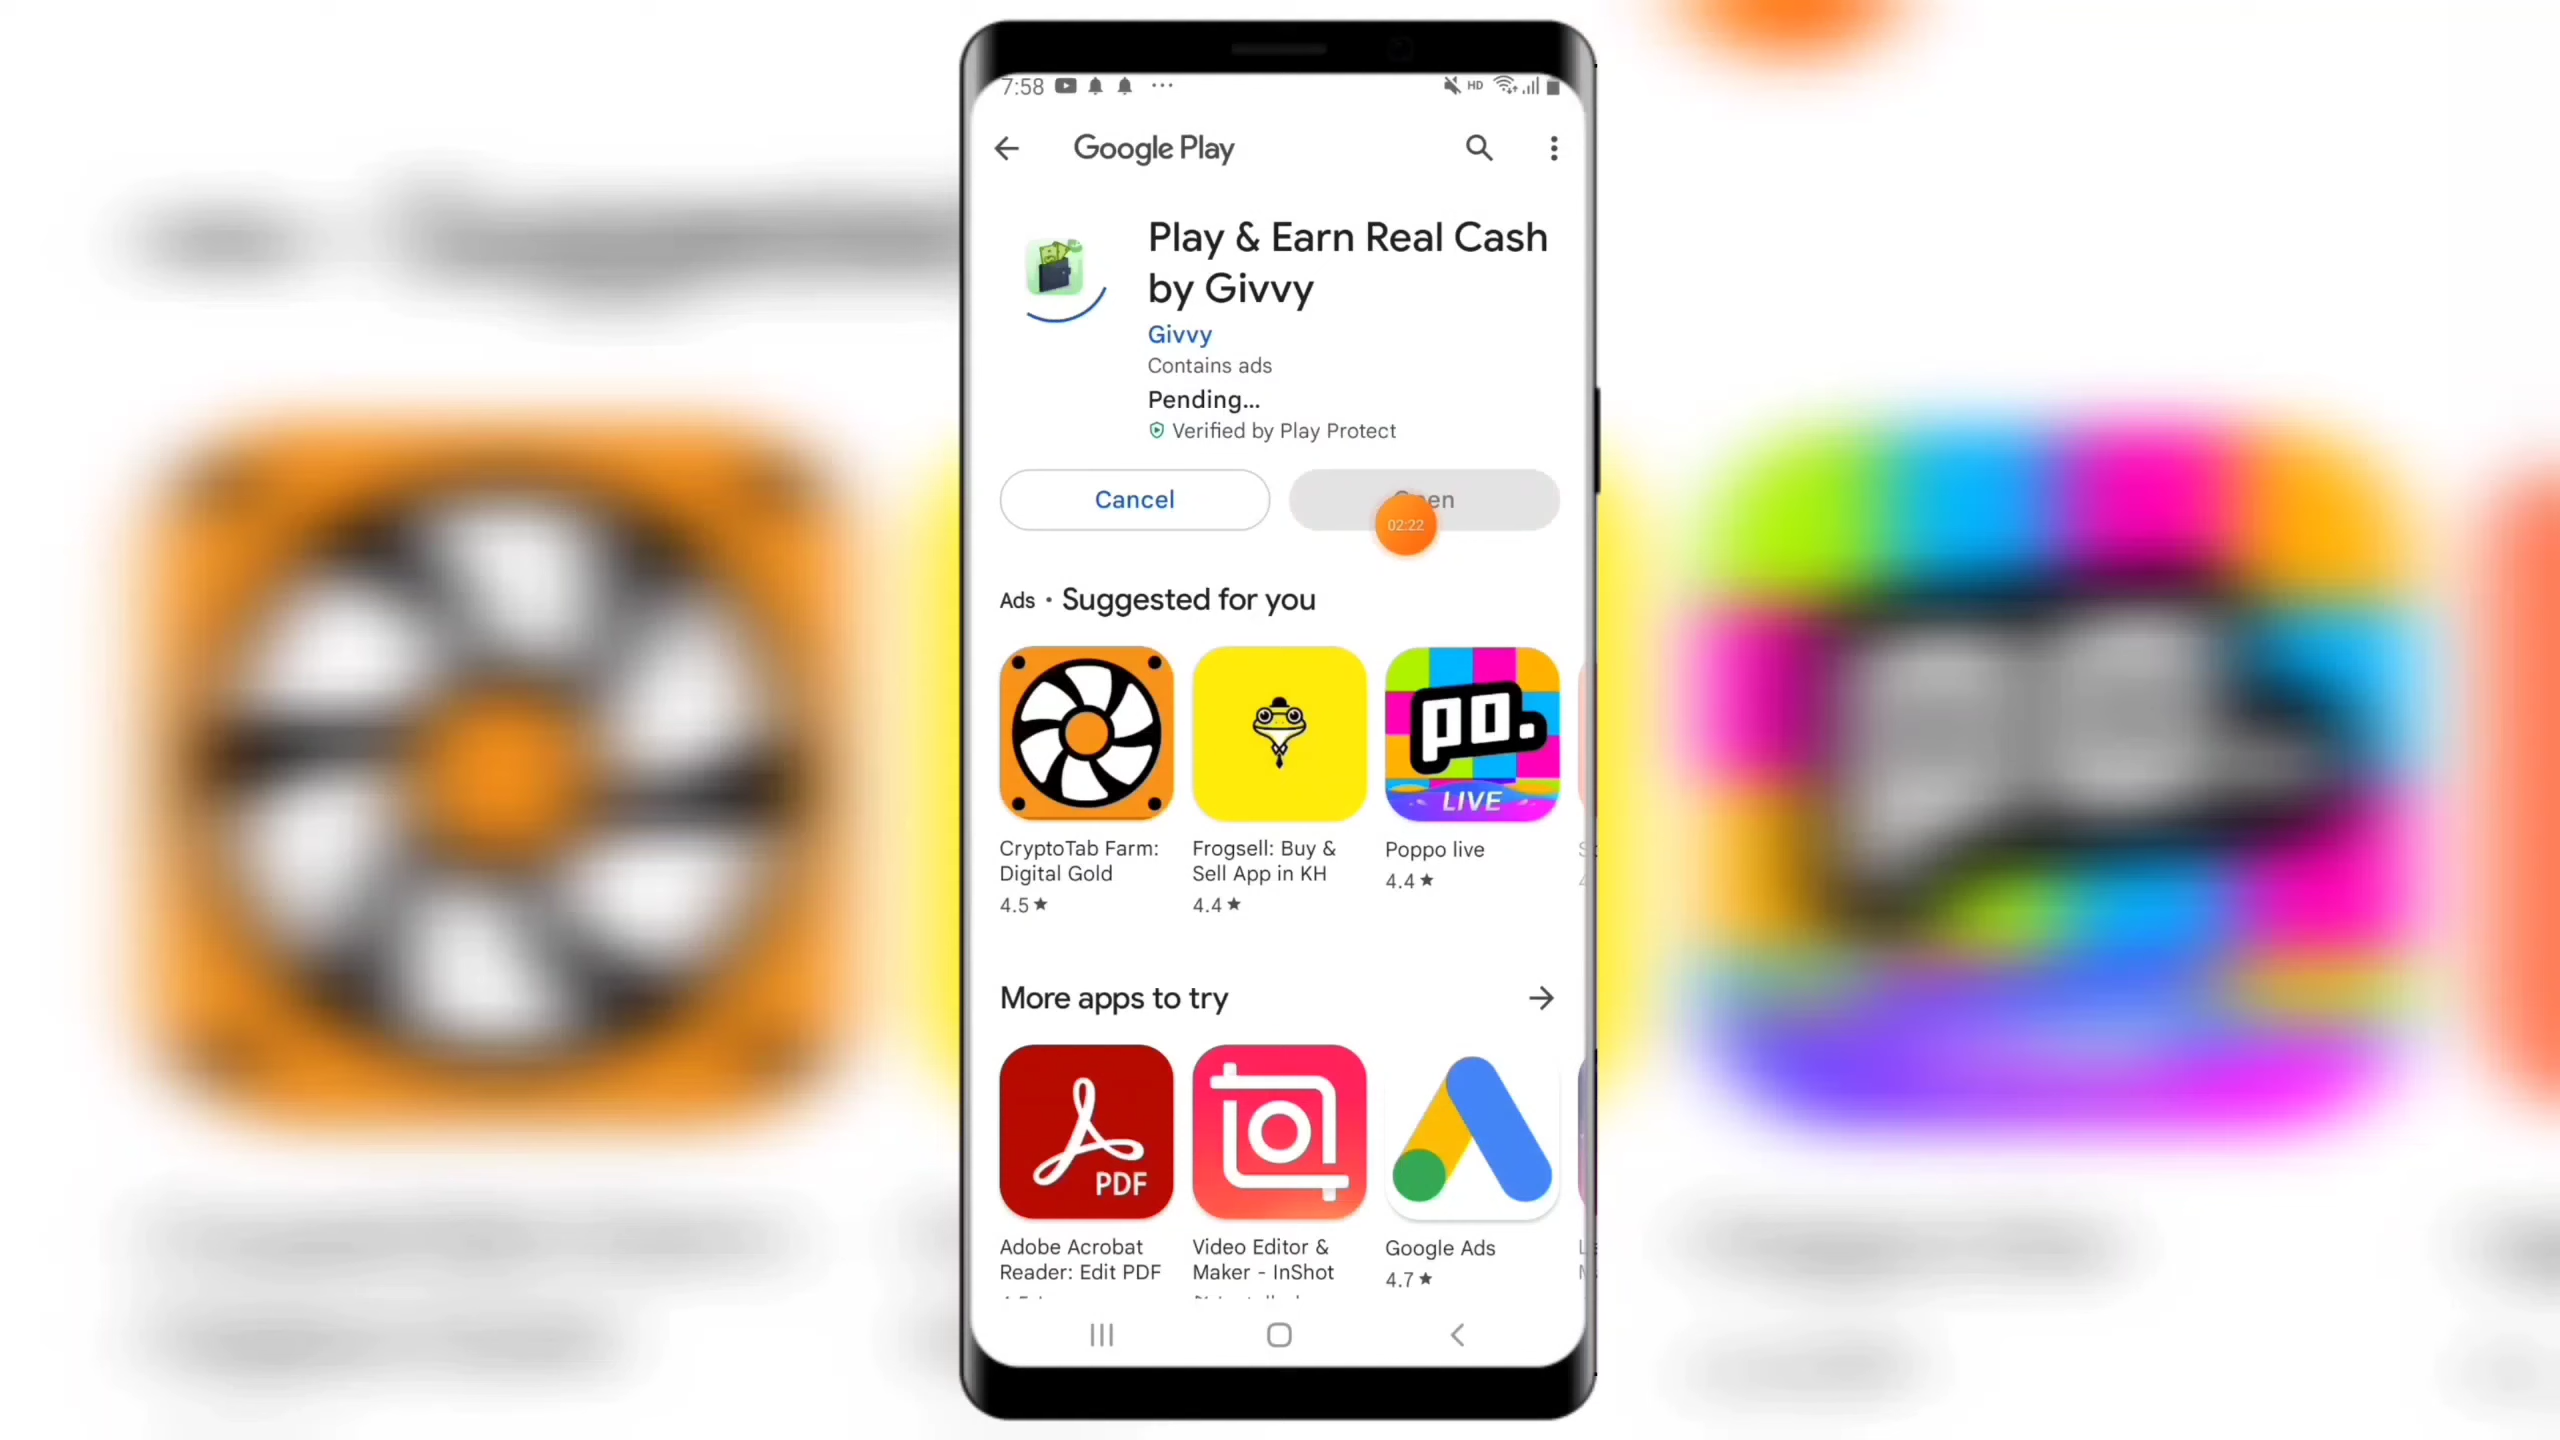 7:58
HD
Google Play
Play & Earn Real Cash
by Givvy
Givvy
Contains ads
Pending...
Verified by Play Protect
Cancel
02:22
Ads • Suggested for you
po.
LIVE
CryptoTab Farm:
Digital Gold
4.5★
Frogsell: Buy &
Sell App in KH
4.4★
Poppo live
4.4★
More apps to try
PDF
Adobe Acrobat
Reader: Edit PDF
Video Editor &
Maker - InShot
Google Ads
4.7★